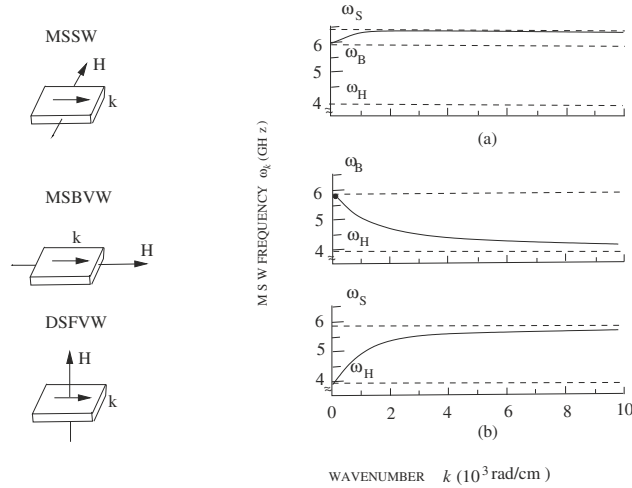 MSSW
H
k
MSBVW
k
H
DSFVW
H
k
MSW FREQUENCY ω_k (GHz)
ω_S
6
ω_B
5
ω_H
4
(a)
ω_B
6
5
ω_H
4
ω_S
6
5
ω_H
4
0 2 4 6 8 10
(b)
WAVENUMBER k (10^3 rad/cm)